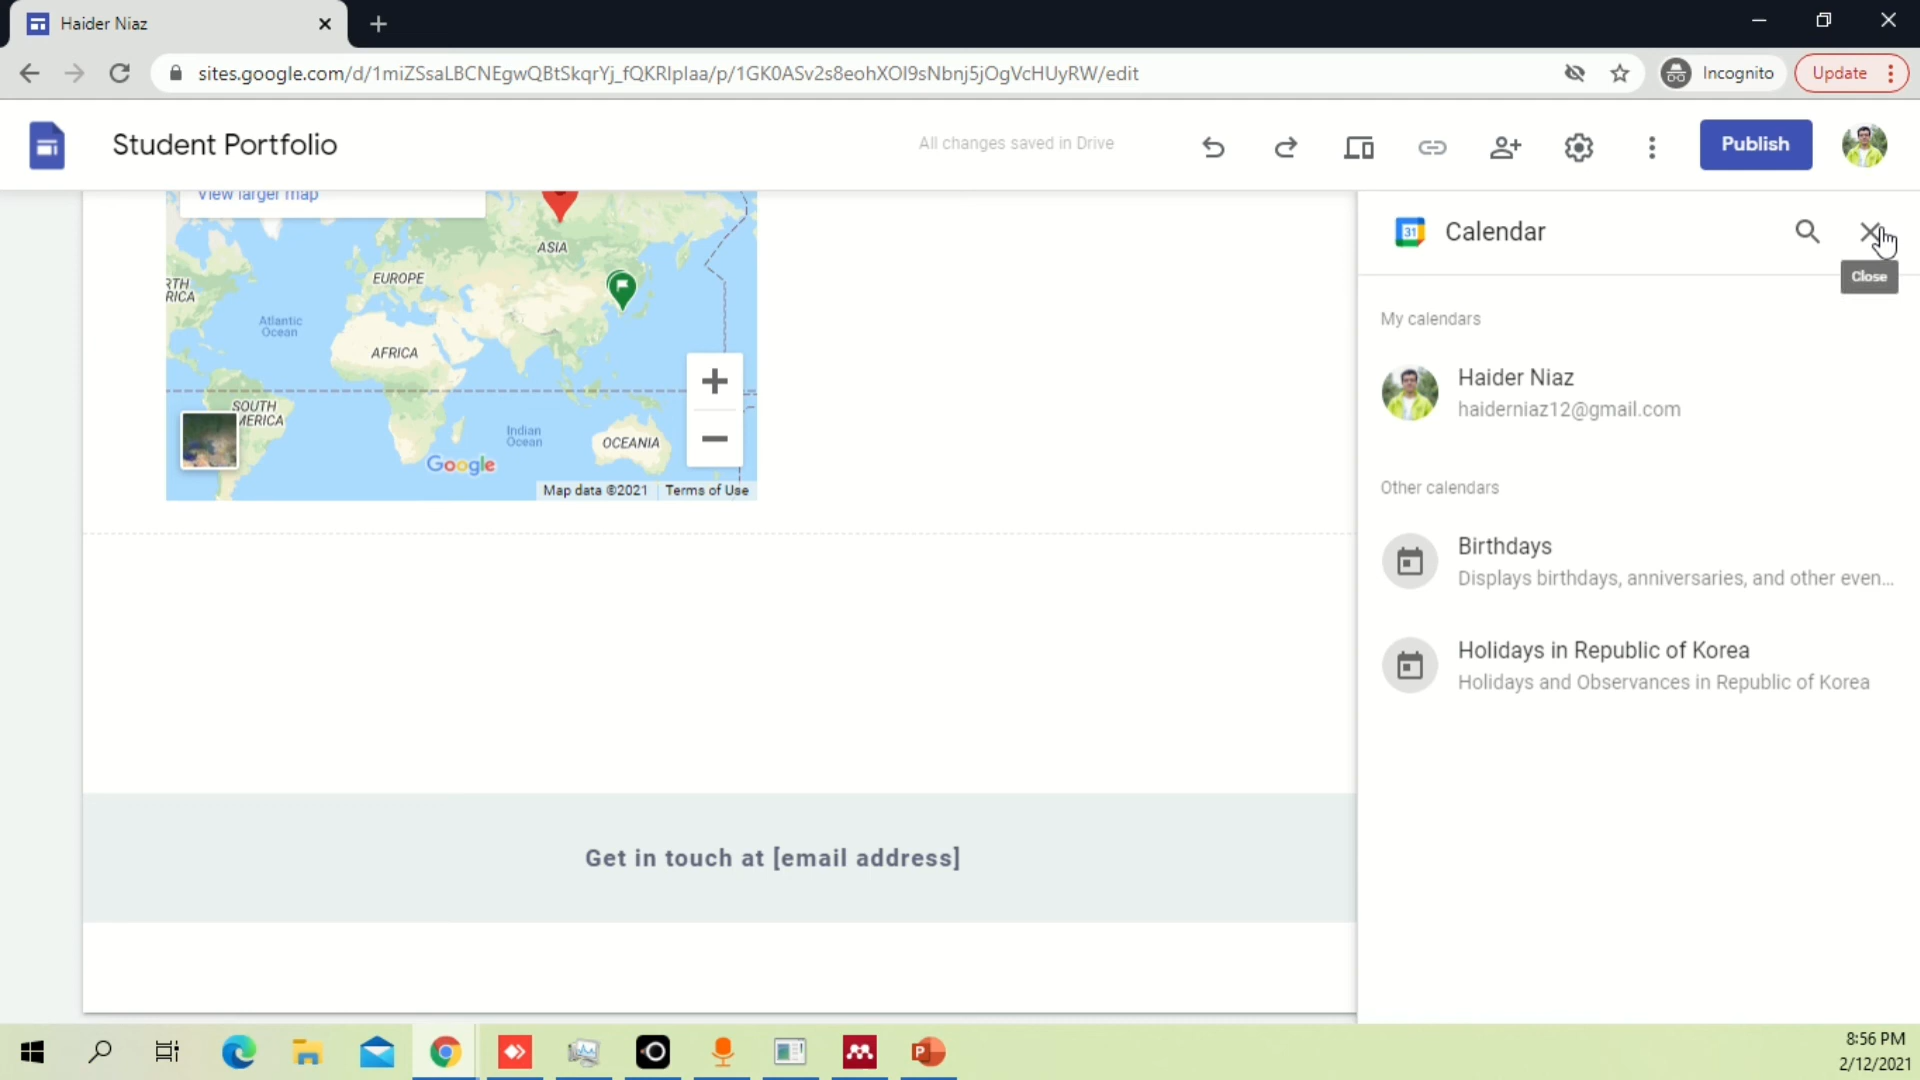 Haider Niaz
sites.google.com/d/1miZSsaLBCNEgwQBtSkqrYj_fQKRIplaa/p/1GK0ASv2s8eohXOI9sNbnj5jOgVcHUyRW/edit
Incognito
Update
Student Portfolio
All changes saved in Drive
Publish
View larger map
ASIA
EUROPE
RTH
RICA
Atlantic
Ocean
AFRICA
SOUTH
MERICA
Indian
Ocean
OCEANIA
Google
Map data ©2021
Terms of Use
Get in touch at [email address]
31
Calendar
Close
My calendars
Haider Niaz
haiderniaz12@gmail.com
Other calendars
Birthdays
Displays birthdays, anniversaries, and other even...
Holidays in Republic of Korea
Holidays and Observances in Republic of Korea
8:56 PM
2/12/2021